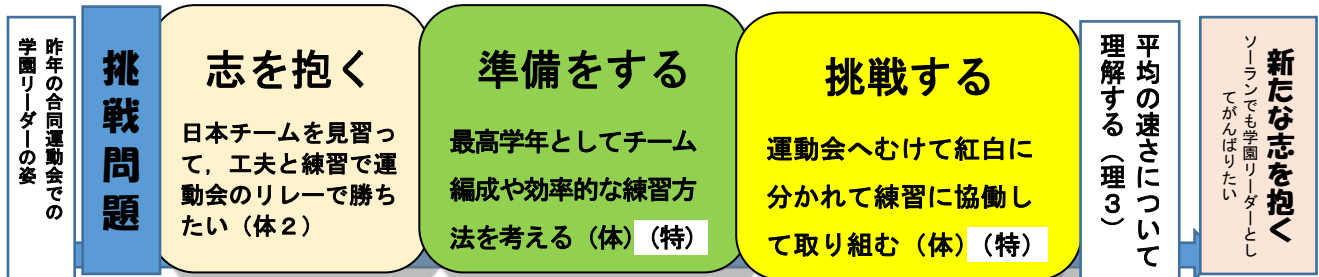 昨年の合同運動会での
学園リーダーの姿
挑戦問題
志を抱く
日本チームを見習っ
て，工夫と練習で運
動会のリレーで勝ち
たい（体２）
準備をする
最高学年としてチーム
編成や効率的な練習方
法を考える（体）（特）
挑戦する
運動会へむけて紅白に
分かれて練習に協働し
て取り組む（体）（特）
平均の速さについて
理解する（理３）
新たな志を抱く
ソーランでも学園リーダーとし
てがんばりたい